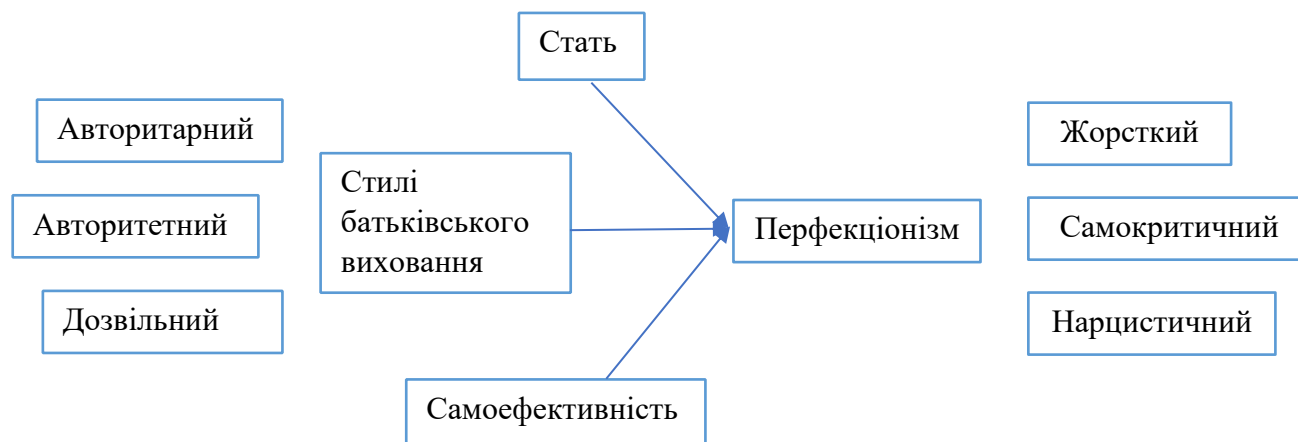 Стать
Авторитарний
Авторитетний
Дозвільний
Стилі
батьківського
виховання
Самоефективність
Перфекціонізм
Жорсткий
Самокритичний
Нарцистичний